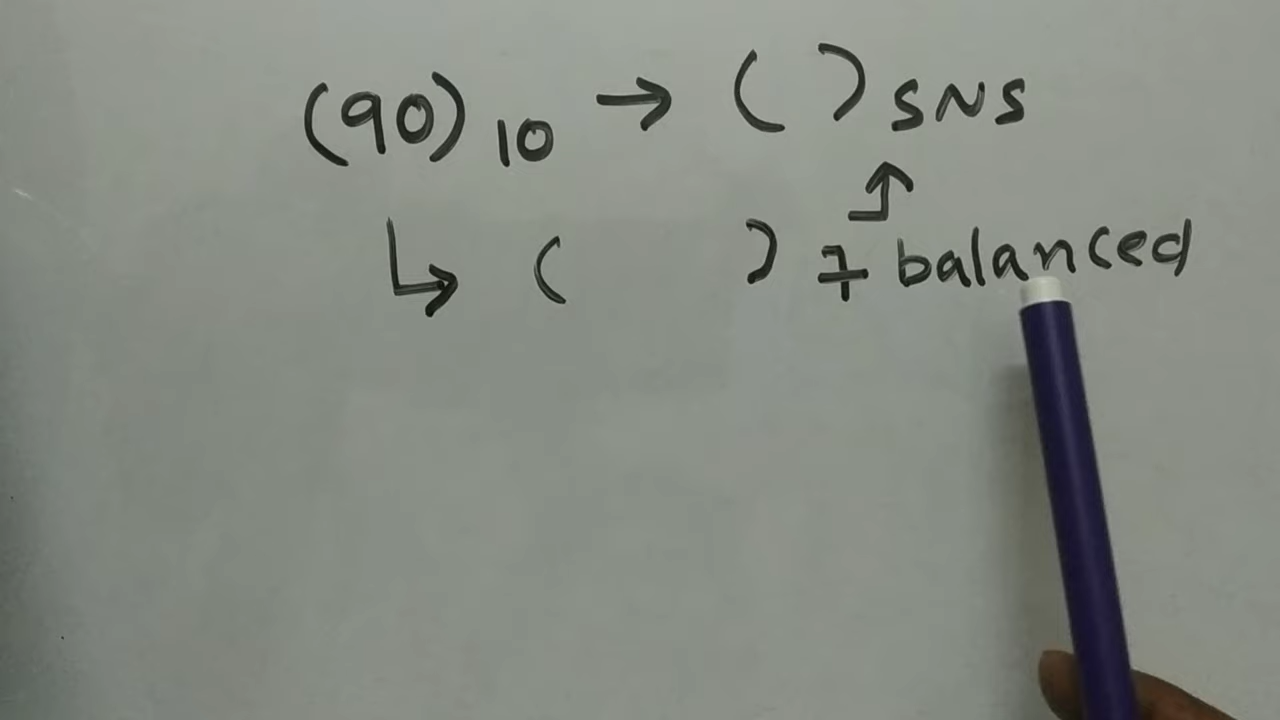 (90)10 → ( )SNS
↳ ( ) 7 balanced